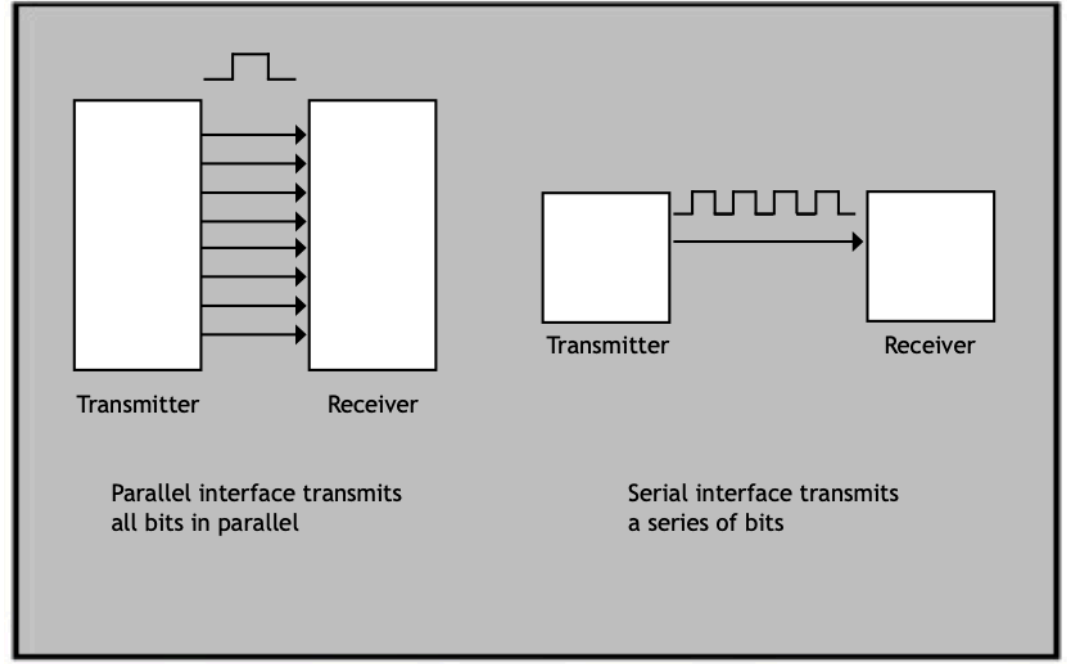 Transmitter
Receiver
Parallel interface transmits
all bits in parallel
Transmitter
Receiver
Serial interface transmits
a series of bits